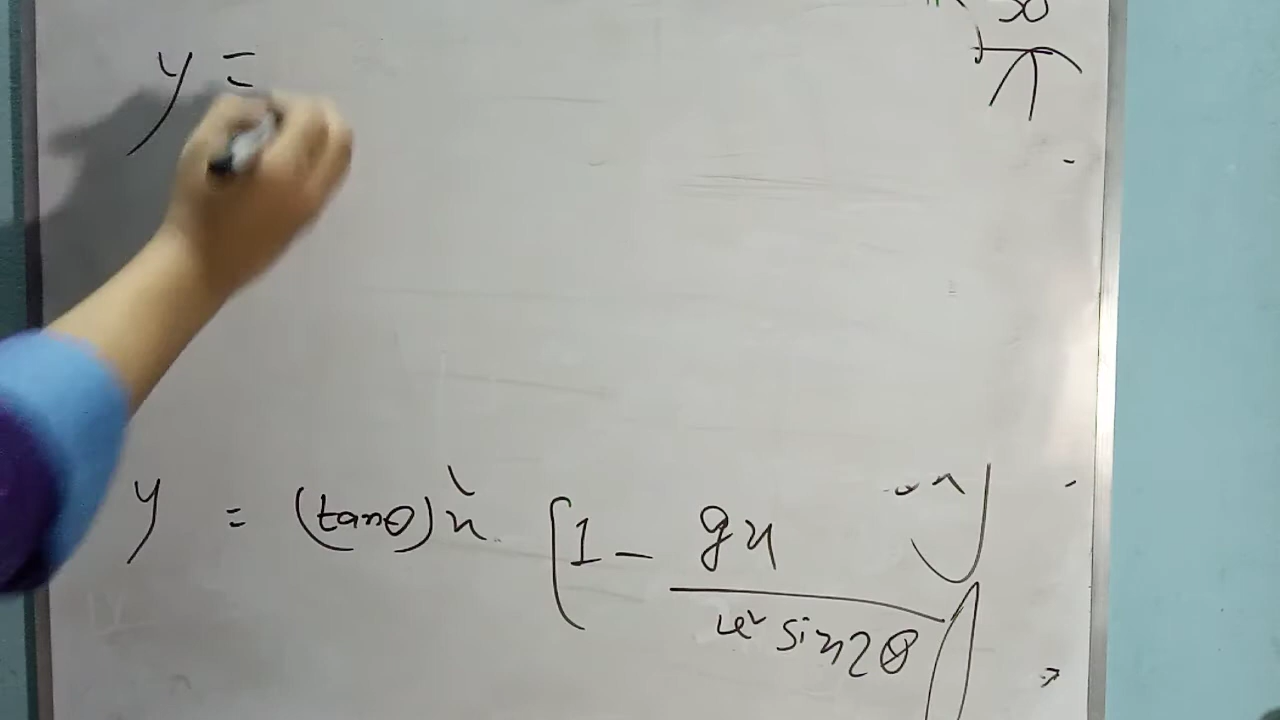 y =
y = (tanθ) x [1 - gx / u² sin2θ